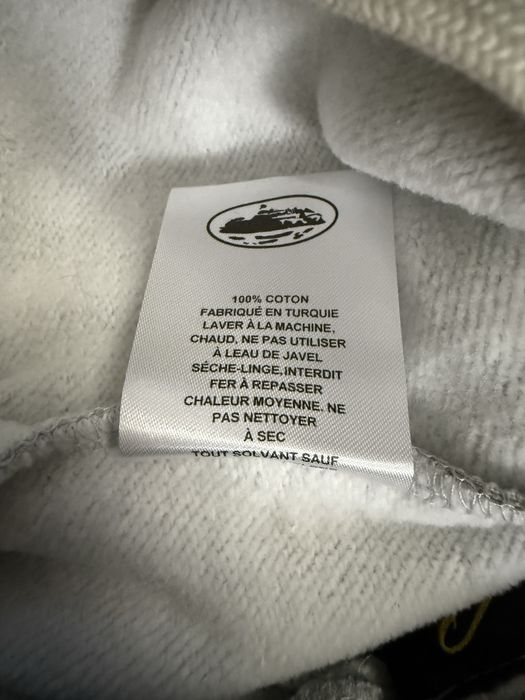 100% COTON
FABRIQUÉ EN TURQUIE
LAVER À LA MACHINE,
CHAUD, NE PAS UTILISER
À LEAU DE JAVEL
SÉCHE-LINGE,INTERDIT
FER À REPASSER
CHALEUR MOYENNE. NE
PAS NETTOYER
À SEC
TOUT SOLVANT SAUF